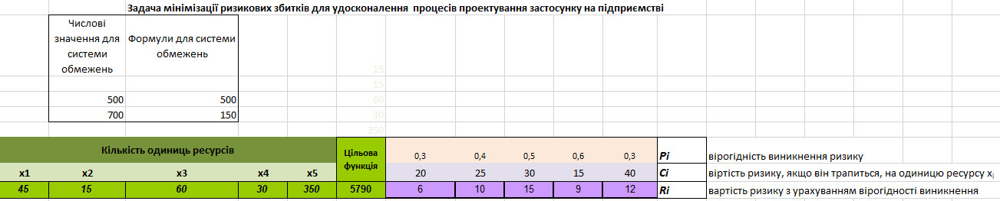 Задача мінімізації ризикових збитків для удосконалення процесів проектування застосунку на підприємстві
Числові
значення для
системи
обмежень
Формули для системи
обмежень
15
15
500 500 60
700 150 30
350
Кількість одиниць ресурсів
Цільова
функція
0,3 0,4 0,5 0,6 0,3 Pi вірогідність виникнення ризику
x1 x2 x3 x4 x5 20 25 30 15 40 Ci віртість ризику, якщо він трапиться, на одиницю ресурсу xi
45 15 60 30 350 5790 6 10 15 9 12 Ri вартість ризику з урахуванням вірогідності виникнення